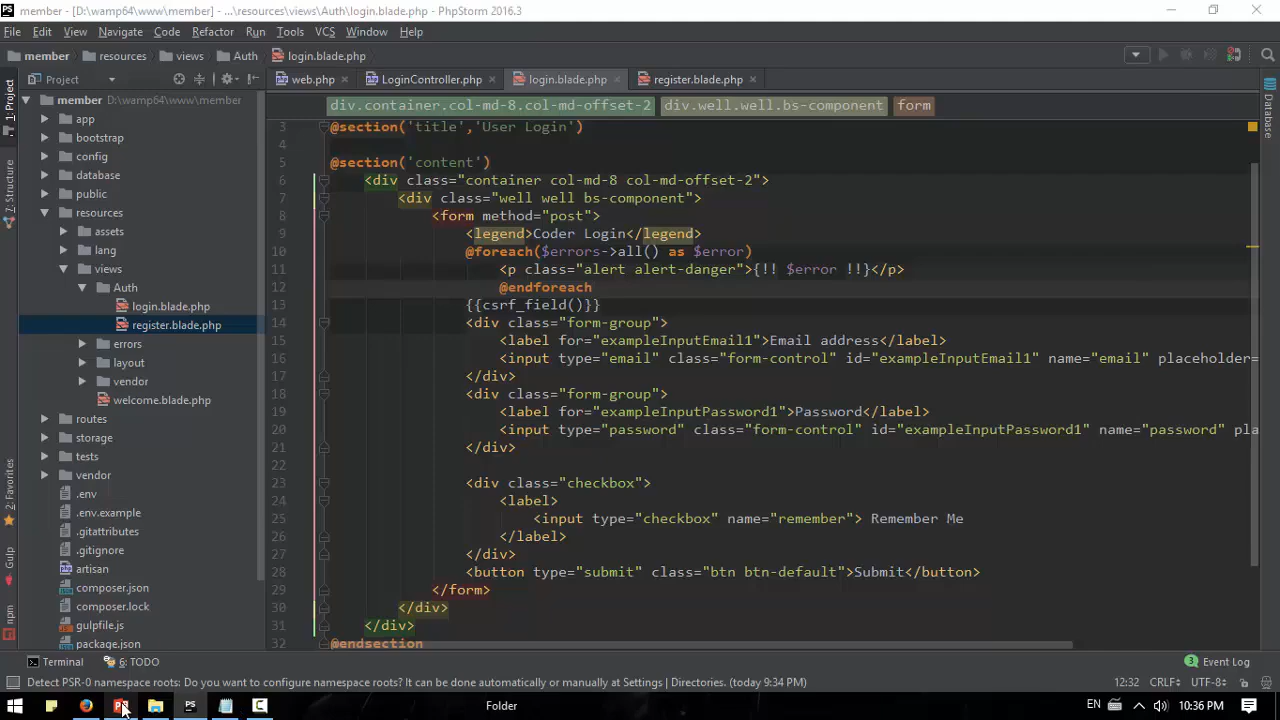 member - [D:\wamp64\www\member] - ...\resources\views\Auth\login.blade.php - PhpStorm 2016.3
File Edit View Navigate Code Refactor Run Tools VCS Window Help
member resources views Auth login.blade.php
Project web.php LoginController.php login.blade.php register.blade.php
member D:\wamp64\www\member
div.container.col-md-8.col-md-offset-2 div.well.well.bs-component form
app
bootstrap
config
database
public
resources
assets
lang
views
Auth
login.blade.php
register.blade.php
errors
layout
vendor
welcome.blade.php
routes
storage
tests
vendor
.env
.env.example
.gitattributes
.gitignore
artisan
composer.json
composer.lock
gulpfile.js
package.json
1: Project
7: Structure
2: Favorites
Gulp
npm
Database
3 @section('title','User Login')
4
5 @section('content')
6 <div class="container col-md-8 col-md-offset-2">
7 <div class="well well bs-component">
8 <form method="post">
9 <legend>Coder Login</legend>
10 @foreach($errors->all() as $error)
11 <p class="alert alert-danger">{!! $error !!}</p>
12 @endforeach
13 {{csrf_field()}}
14 <div class="form-group">
15 <label for="exampleInputEmail1">Email address</label>
16 <input type="email" class="form-control" id="exampleInputEmail1" name="email" placeholder=
17 </div>
18 <div class="form-group">
19 <label for="exampleInputPassword1">Password</label>
20 <input type="password" class="form-control" id="exampleInputPassword1" name="password" pla
21 </div>
22
23 <div class="checkbox">
24 <label>
25 <input type="checkbox" name="remember"> Remember Me
26 </label>
27 </div>
28 <button type="submit" class="btn btn-default">Submit</button>
29 </form>
30 </div>
31 </div>
32 @endsection
Terminal 6: TODO 3 Event Log
Detect PSR-0 namespace roots: Do you want to configure namespace roots? It can be done automatically or manually at Settings | Directories. (today 9:34 PM) 12:32 CRLF÷ UTF-8÷
Folder EN 10:36 PM